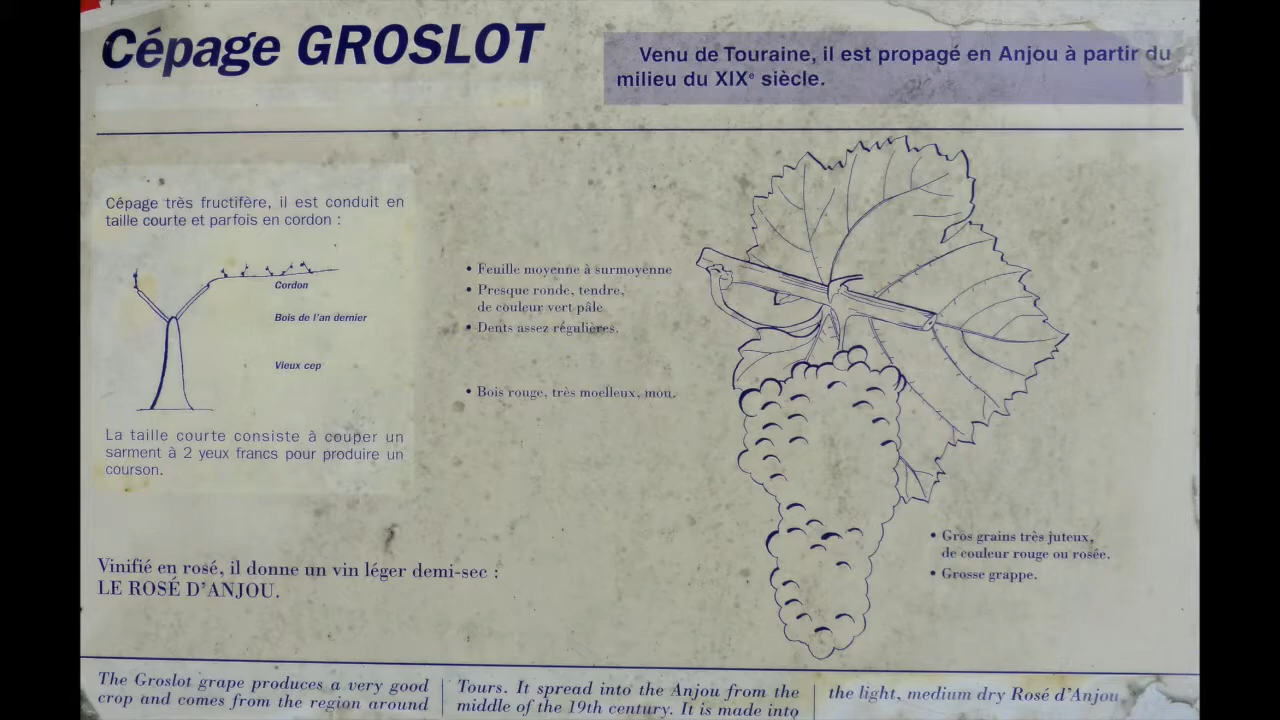 Cépage GROSLOT
Venu de Touraine, il est propagé en Anjou à partir du
milieu du XIXe siècle.
Cépage très fructifère, il est conduit en
taille courte et parfois en cordon :
Cordon
Bois de l'an dernier
Vieux cep
La taille courte consiste à couper un
sarment à 2 yeux francs pour produire un
courson.
• Feuille moyenne à surmoyenne
• Presque ronde, tendre,
de couleur vert pâle
• Dents assez régulières.
• Bois rouge, très moelleux, mou.
• Gros grains très juteux,
de couleur rouge ou rosée.
• Grosse grappe.
Vinifié en rosé, il donne un vin léger demi-sec :
LE ROSÉ D'ANJOU.
The Groslot grape produces a very good
crop and comes from the region around
Tours. It spread into the Anjou from the
middle of the 19th century. It is made into
the light, medium dry Rosé d'Anjou